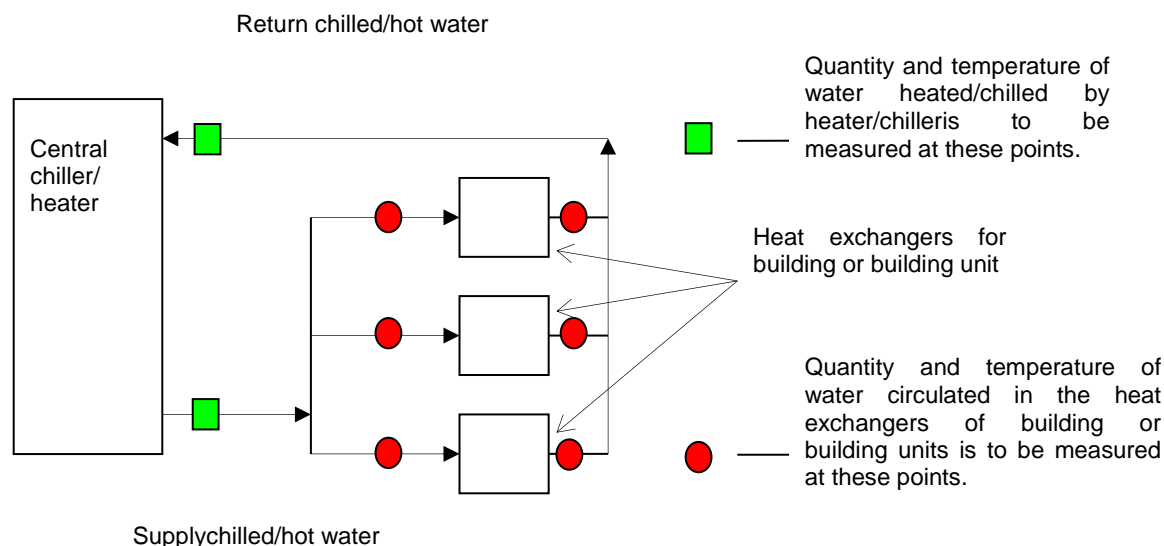 Return chilled/hot water
Quantity and temperature of
water heated/chilled by
heater/chilleris to be
measured at these points.
Central
chiller/
heater
Heat exchangers for
building or building unit
Quantity and temperature of
water circulated in the heat
exchangers of building or
building units is to be measured
at these points.
Supplychilled/hot water